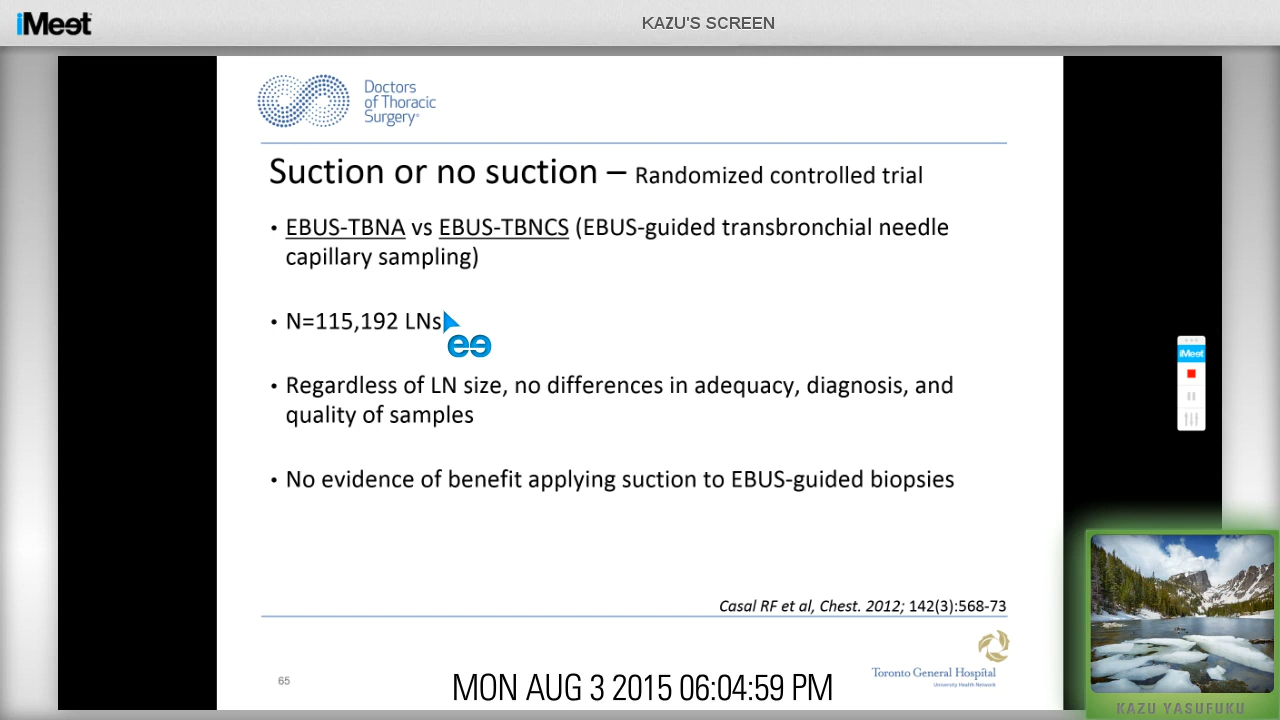 iMeet
KAZU'S SCREEN
Doctors
of Thoracic
Surgery
Suction or no suction – Randomized controlled trial
• EBUS-TBNA vs EBUS-TBNCS (EBUS-guided transbronchial needle
capillary sampling)
• N=115,192 LNs
ee
• Regardless of LN size, no differences in adequacy, diagnosis, and
quality of samples
iMeet
• No evidence of benefit applying suction to EBUS-guided biopsies
Casal RF et al, Chest. 2012; 142(3):568-73
Toronto General Hospital
University Health Network
65
MON AUG 3 2015 06:04:59 PM
KAZU YASUFUKU